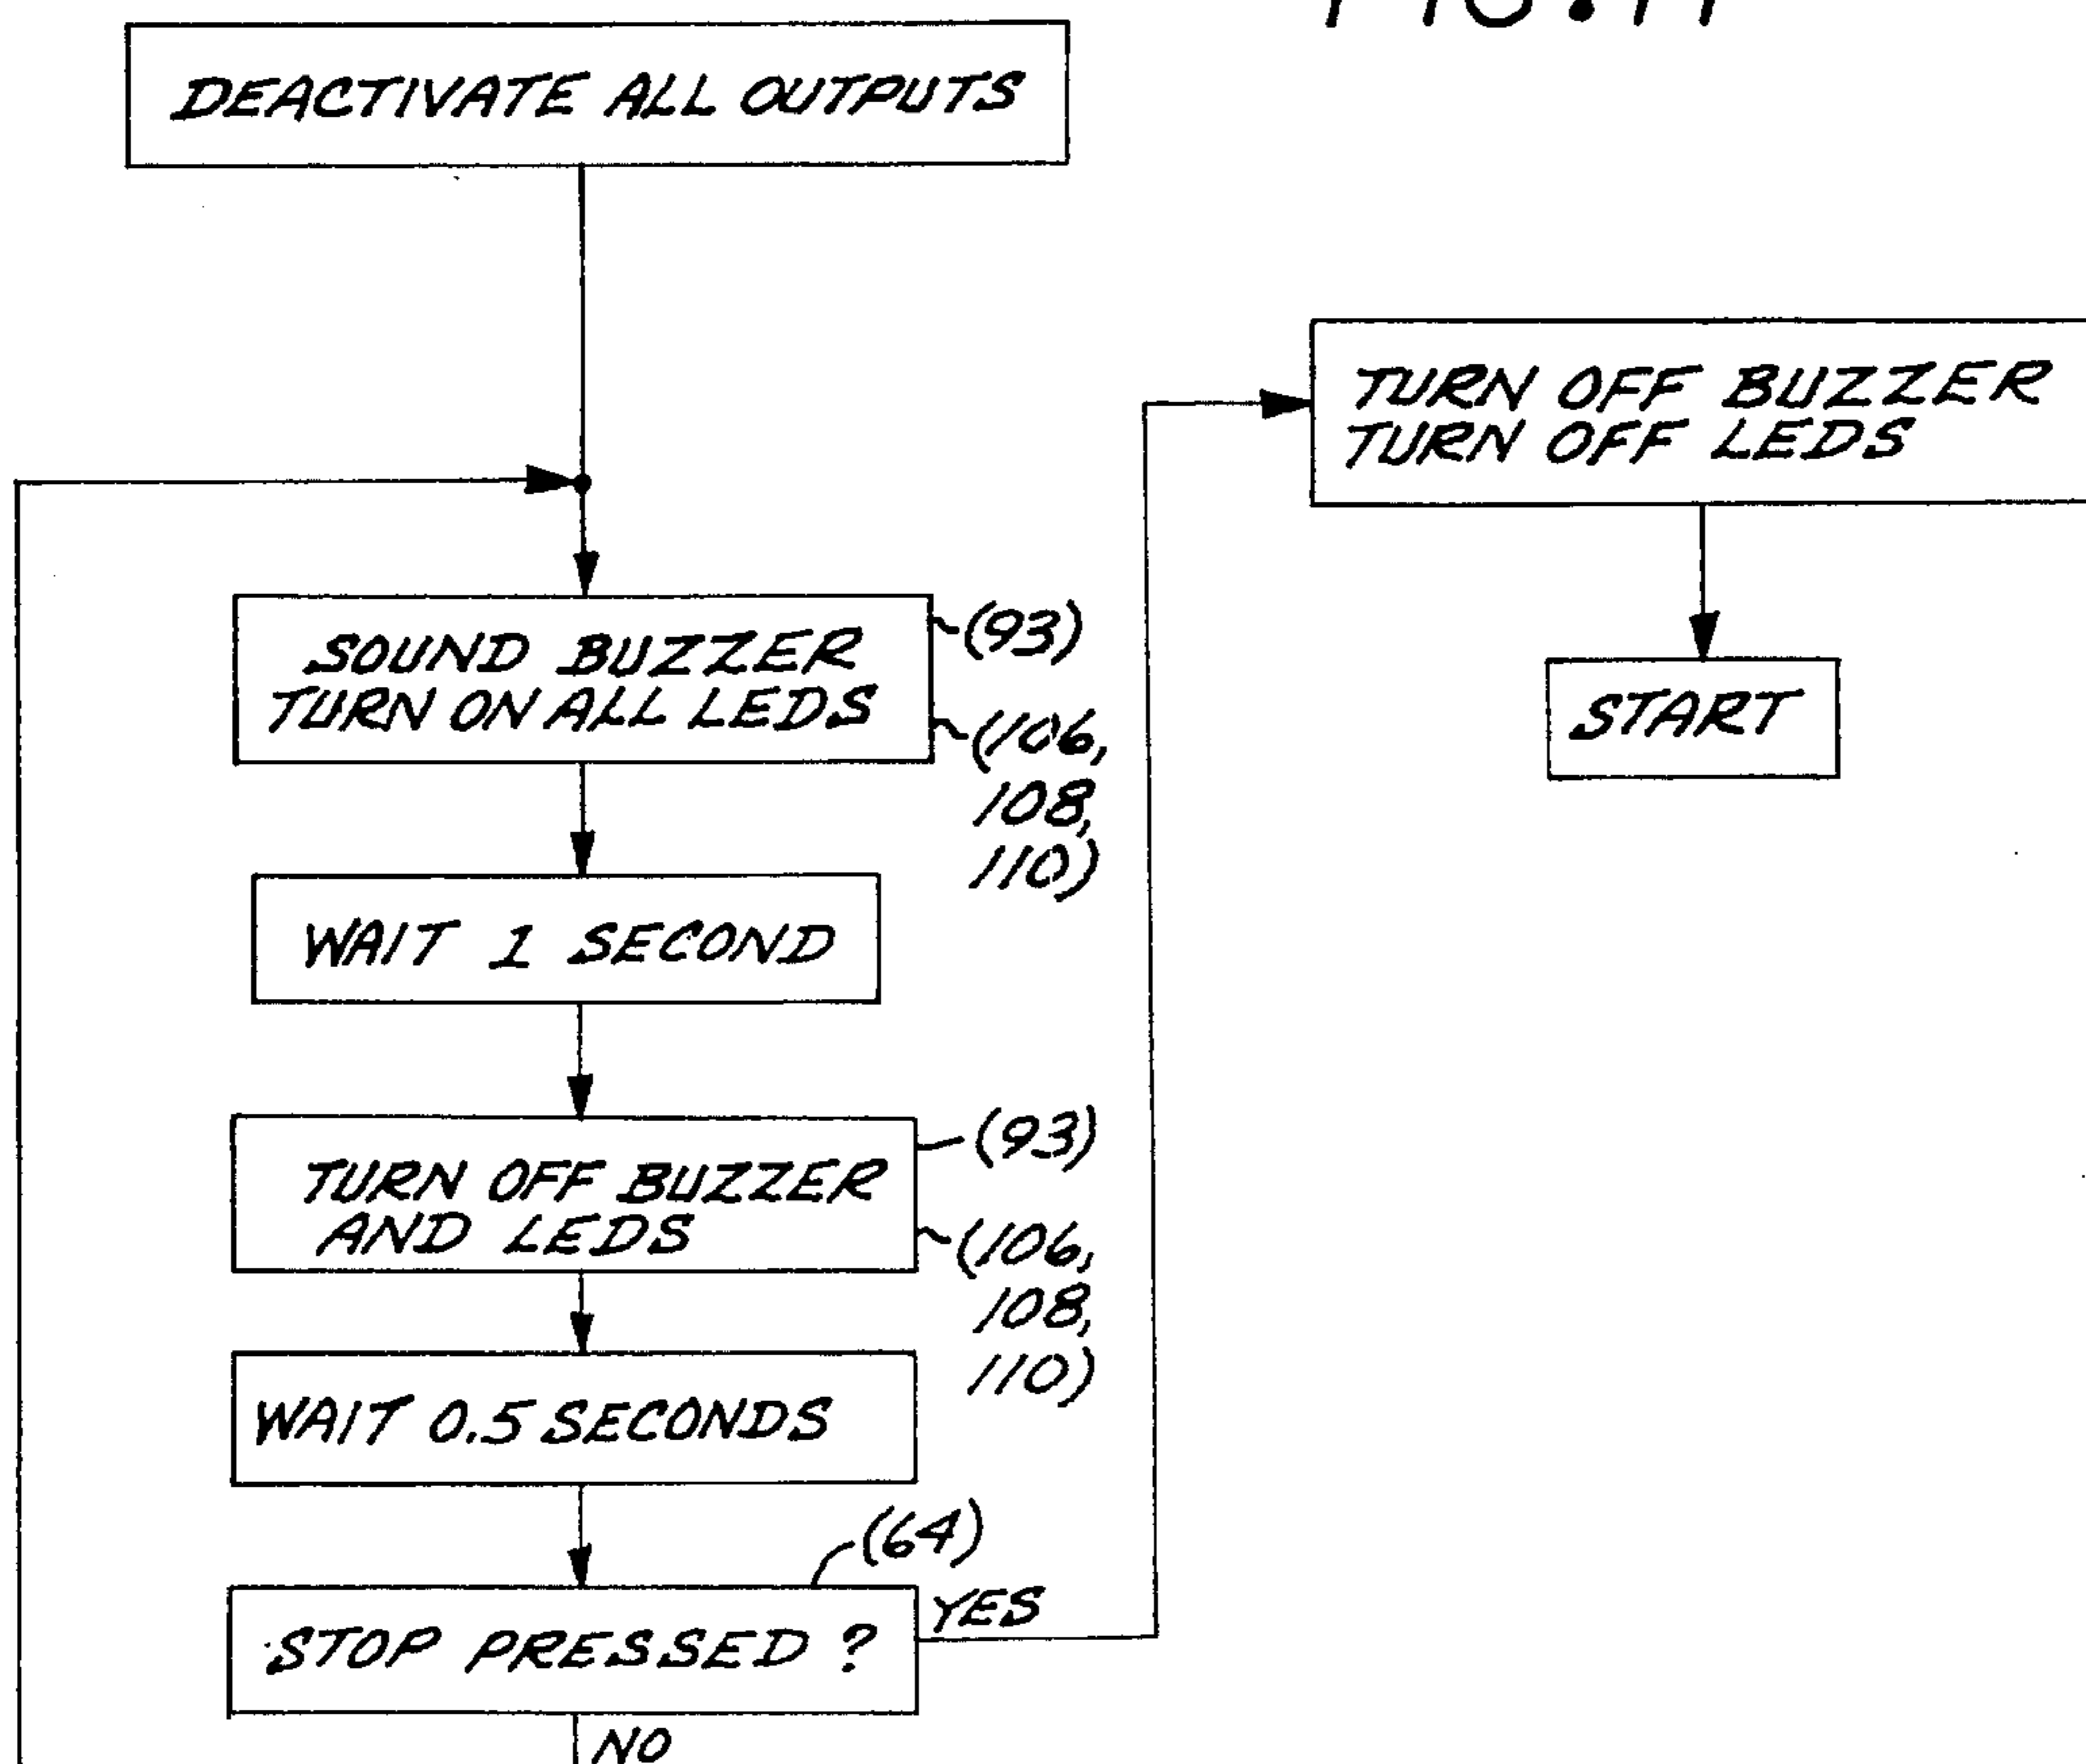 DEACTIVATE ALL OUTPUTS
SOUND BUZZER
TURN ON ALL LEDS
(93)
(106,
108,
110)
WAIT 1 SECOND
TURN OFF BUZZER
AND LEDS
(93)
(106,
108,
110)
WAIT 0.5 SECONDS
(64)
STOP PRESSED ?
YES
NO
TURN OFF BUZZER
TURN OFF LEDS
START